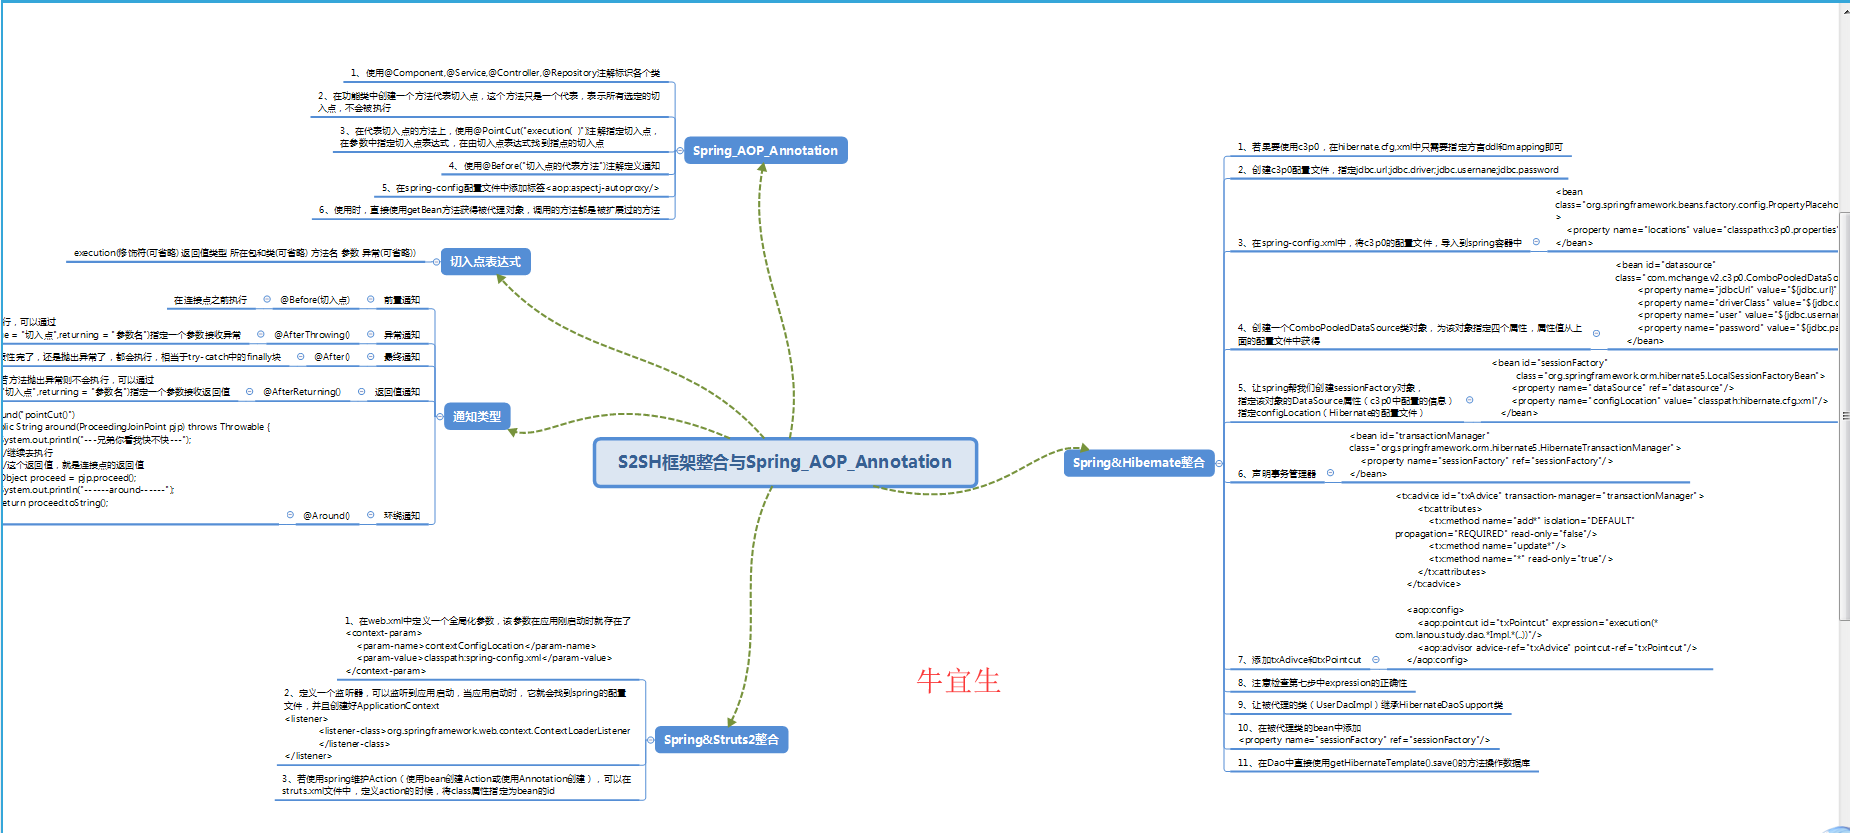 1、使用@Component,@Service,@Controller,@Repository注解标识各个类
2、在功能类中创建一个方法代表切入点，这个方法只是一个代表，表示所有选定的切
入点，不会被执行
3、在代表切入点的方法上，使用@PointCut("execution( )")注解指定切入点，
在参数中指定切入点表达式，在由切入点表达式找到指点的切入点
4、使用@Before("切入点的代表方法")注解定义通知
5、在spring-config配置文件中添加标签<aop:aspectj-autoproxy/>
6、使用时，直接使用getBean方法获得被代理对象，调用的方法都是被扩展过的方法
Spring_AOP_Annotation
execution(修饰符(可省略) 返回值类型 所在包和类(可省略) 方法名 参数 异常(可省略))
切入点表达式
在连接点之前执行
@Before(切入点)
前置通知
行，可以通过
e = "切入点",returning = "参数名")指定一个参数接收异常
@AfterThrowing()
异常通知
完了，还是抛出异常了，都会执行，相当于try-catch中的finally块
@After()
最终通知
若方法抛出异常则不会执行，可以通过
"切入点",returning = "参数名")指定一个参数接收返回值
@AfterReturning()
返回值通知
und("pointCut()")
blic String around(ProceedingJoinPoint pjp) throws Throwable {
System.out.println("---兄弟你看我快不快---");
/继续去执行
/这个返回值，就是连接点的返回值
Object proceed = pjp.proceed();
System.out.println("------around------");
return proceed.toString();
@Around()
环绕通知
通知类型
S2SH框架整合与Spring_AOP_Annotation
1、在web.xml中定义一个全局化参数，该参数在应用刚启动时就存在了
<context-param>
<param-name>contextConfigLocation</param-name>
<param-value>classpath:spring-config.xml</param-value>
</context-param>
2、定义一个监听器，可以监听到应用启动，当应用启动时，它就会找到spring的配置
文件，并且创建好ApplicationContext
<listener>
<listener-class>org.springframework.web.context.ContextLoaderListener
</listener-class>
</listener>
3、若使用spring维护Action（使用bean创建Action或使用Annotation创建），可以在
struts.xml文件中，定义action的时候，将class属性指定为bean的id
Spring&Struts2整合
牛宜生
Spring&Hibernate整合
1、若果要使用c3p0，在hibernate.cfg.xml中只需要指定方言ddl和mapping即可
2、创建c3p0配置文件，指定jdbc.url;jdbc.driver;jdbc.usernane;jdbc.password
3、在spring-config.xml中，将c3p0的配置文件，导入到spring容器中
<bean
class="org.springframework.beans.factory.config.PropertyPlaceho
>
<property name="locations" value="classpath:c3p0.properties"
</bean>
4、创建一个ComboPooledDataSource类对象，为该对象指定四个属性，属性值从上
面的配置文件中获得
<bean id="datasource"
class="com.mchange.v2.c3p0.ComboPooledDataSo
<property name="jdbcUrl" value="${jdbc.url}"
<property name="driverClass" value="${jdbc.d
<property name="user" value="${jdbc.userna
<property name="password" value="${jdbc.pa
</bean>
5、让spring帮我们创建sessionFactory对象，
指定该对象的DataSource属性（c3p0中配置的信息）
指定configLocation（Hibernate的配置文件）
<bean id="sessionFactory"
class="org.springframework.orm.hibernate5.LocalSessionFactoryBean">
<property name="dataSource" ref="datasource"/>
<property name="configLocation" value="classpath:hibernate.cfg.xml"/>
</bean>
6、声明事务管理器
<bean id="transactionManager"
class="org.springframework.orm.hibernate5.HibernateTransactionManager">
<property name="sessionFactory" ref="sessionFactory"/>
</bean>
7、添加txAdivce和txPointcut
<tx:advice id="txAdvice" transaction-manager="transactionManager">
<tx:attributes>
<tx:method name="add*" isolation="DEFAULT"
propagation="REQUIRED" read-only="false"/>
<tx:method name="update*"/>
<tx:method name="*" read-only="true"/>
</tx:attributes>
</tx:advice>
<aop:config>
<aop:pointcut id="txPointcut" expression="execution(*
com.lanou.study.dao.*Impl.*(..))"/>
<aop:advisor advice-ref="txAdvice" pointcut-ref="txPointcut"/>
</aop:config>
8、注意检查第七步中expression的正确性
9、让被代理的类（UserDaoImpl）继承HibernateDaoSupport类
10、在被代理类的bean中添加
<property name="sessionFactory" ref="sessionFactory"/>
11、在Dao中直接使用getHibernateTemplate().save()的方法操作数据库